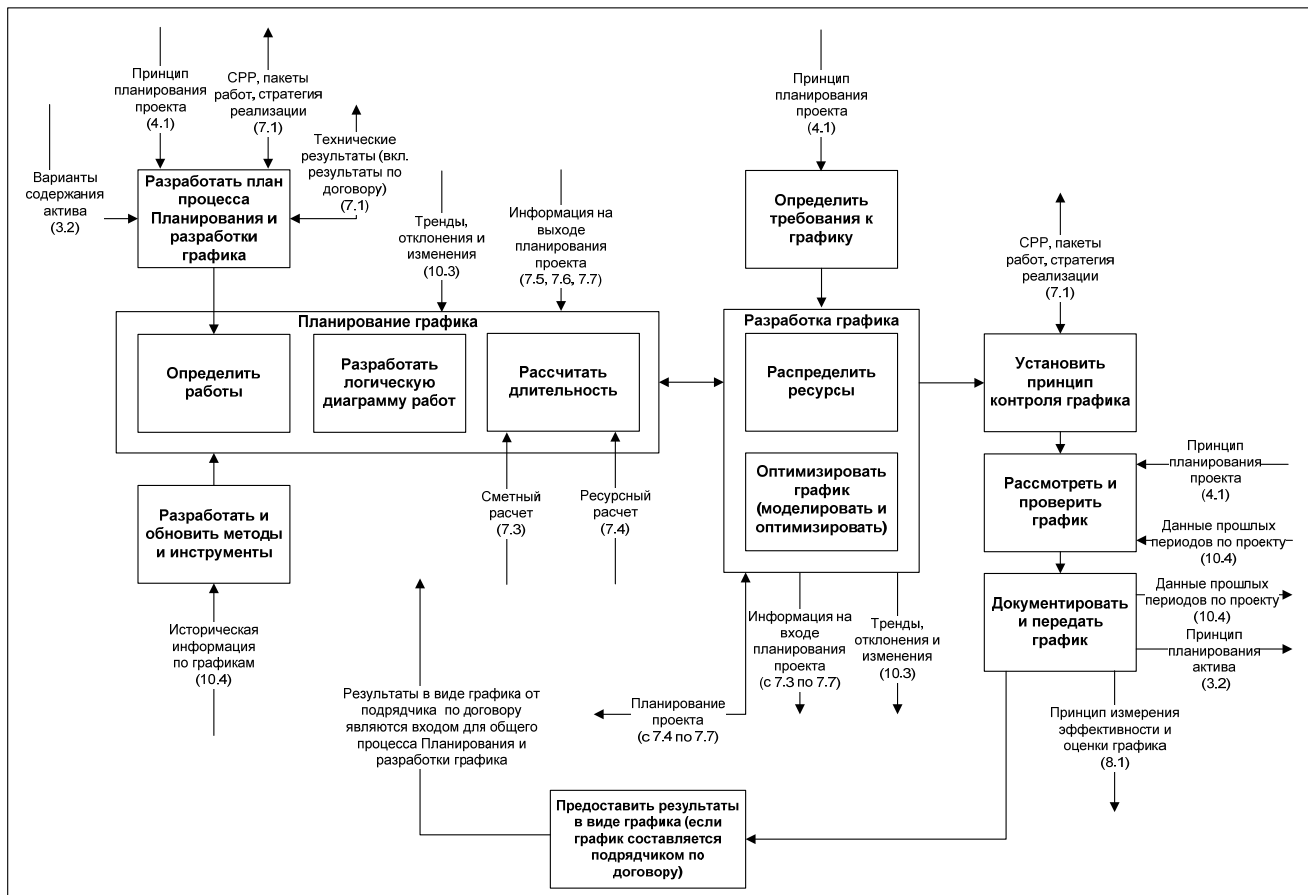 Принцип
планирования
проекта
(4.1)
СРР, пакеты
работ, стратегия
реализации
(7.1)
Технические
результаты (вкл.
результаты по
договору)
(7.1)
Варианты
содержания
актива
(3.2)
Разработать план
процесса
Планирования и
разработки
графика
Тренды,
отклонения и
изменения
(10.3)
Информация на
выходе
планирования
проекта
(7.5, 7.6, 7.7)
Принцип
планирования
проекта
(4.1)
Определить
требования к
графику
СРР, пакеты
работ, стратегия
реализации
(7.1)
Планирование графика
Определить
работы
Разработать
логическую
диаграмму работ
Рассчитать
длительность
Разработка графика
Распределить
ресурсы
Оптимизировать
график
(моделировать и
оптимизировать)
Установить
принцип
контроля графика
Принцип
планирования
проекта
(4.1)
Рассмотреть и
проверить
график
Данные прошлых
периодов по проекту
(10.4)
Разработать и
обновить методы
и инструменты
Сметный
расчет
(7.3)
Ресурсный
расчет
(7.4)
Документировать
и передать
график
Данные прошлых
периодов по проекту
(10.4)
Принцип
планирования
актива
(3.2)
Историческая
информация
по графикам
(10.4)
Информация на
входе
планирования
проекта
(с 7.3 по 7.7)
Тренды,
отклонения и
изменения
(10.3)
Результаты в виде графика от
подрядчика по договору
являются входом для общего
процесса Планирования и
разработки графика
Планирование
проекта
(с 7.4 по 7.7)
Принцип измерения
эффективности и
оценки графика
(8.1)
Предоставить результаты
в виде графика (если
график составляется
подрядчиком по
договору)